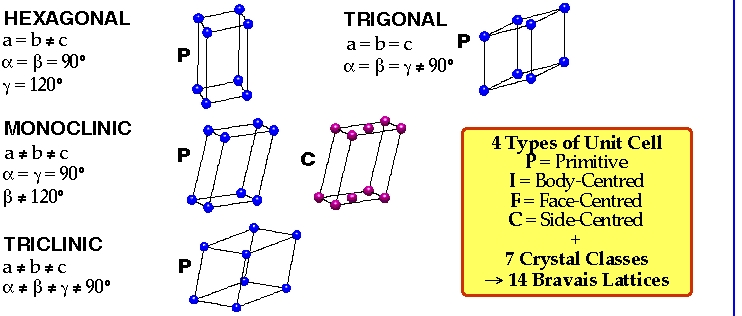 HEXAGONAL
a = b ≠ c
α = β = 90°
γ = 120°
P
TRIGONAL
a = b = c
α = β = γ ≠ 90°
P
MONOCLINIC
a ≠ b ≠ c
α = γ = 90°
β ≠ 120°
P
C
TRICLINIC
a ≠ b ≠ c
α ≠ β ≠ γ ≠ 90°
P
4 Types of Unit Cell
P = Primitive
I = Body-Centred
F = Face-Centred
C = Side-Centred
+
7 Crystal Classes
→ 14 Bravais Lattices